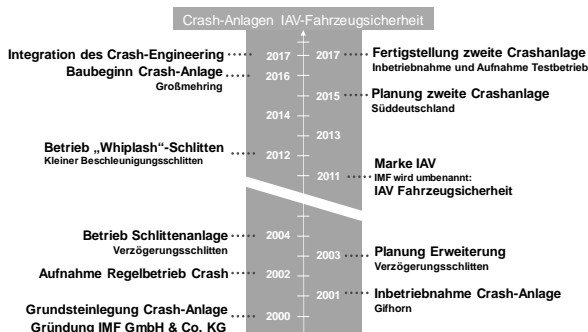 Crash-Anlagen IAV-Fahrzeugsicherheit
Integration des Crash-Engineering
2017
2017
Fertigstellung zweite Crashanlage
Inbetriebnahme und Aufnahme Testbetrieb
Baubeginn Crash-Anlage
Großmehring
2016
2015
Planung zweite Crashanlage
Süddeutschland
2014
2013
Betrieb „Whiplash"-Schlitten
Kleiner Beschleunigungsschlitten
2012
2011
Marke IAV
IMF wird umbenannt:
IAV Fahrzeugsicherheit
Betrieb Schlittenanlage
Verzögerungsschlitten
2004
2003
Planung Erweiterung
Verzögerungsschlitten
Aufnahme Regelbetrieb Crash
2002
2001
Inbetriebnahme Crash-Anlage
Gifhorn
Grundsteinlegung Crash-Anlage
Gründung IMF GmbH & Co. KG
2000